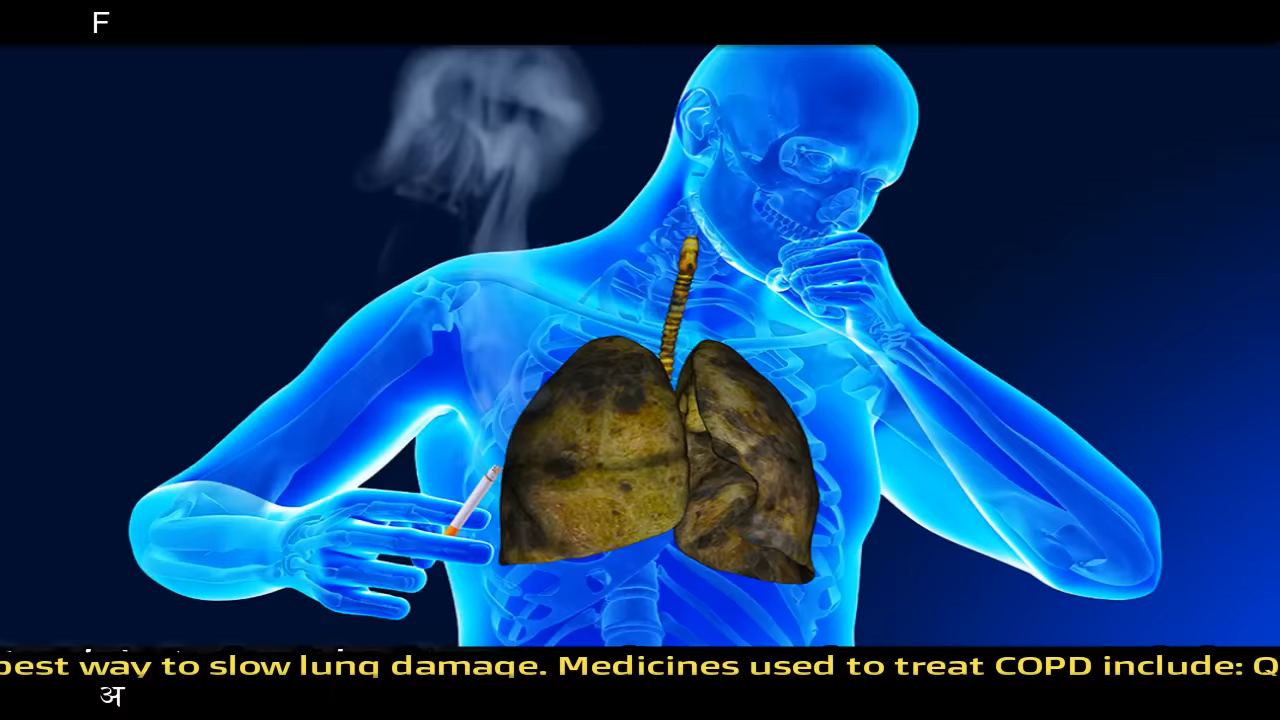 F
best way to slow lung damage. Medicines used to treat COPD include: Q
अ